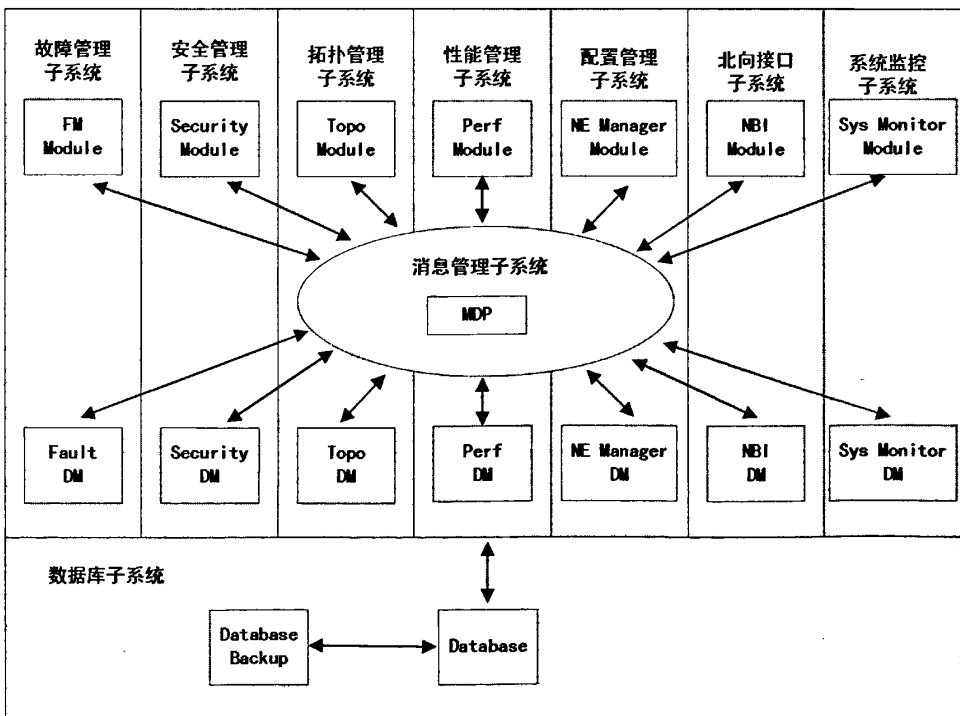 故障管理
子系统
安全管理
子系统
拓扑管理
子系统
性能管理
子系统
配置管理
子系统
北向接口
子系统
系统监控
子系统
FM
Module
Security
Module
Topo
Module
Perf
Module
NE Manager
Module
NBI
Module
Sys Monitor
Module
消息管理子系统
MDP
Fault
DM
Security
DM
Topo
DM
Perf
DM
NE Manager
DM
NBI
DM
Sys Monitor
DM
数据库子系统
Database
Backup
Database